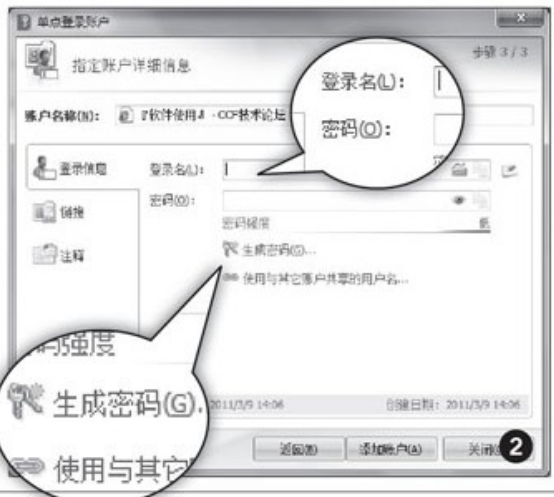 单点登录账户
指定账户详细信息
步骤 3 / 3
登录名(L):
密码(O):
账户名称(N):
『软件使用』 - CCF技术论坛
登录信息
登录名(L):
链接
密码(O):
密码强度
低
注释
生成密码(G)...
使用与其它账户共享的用户名...
码强度
生成密码(G).
使用与其它
2011/3/9 14:06
创建日期: 2011/3/9 14:06
返回(B)
添加账户(A)
关闭
2